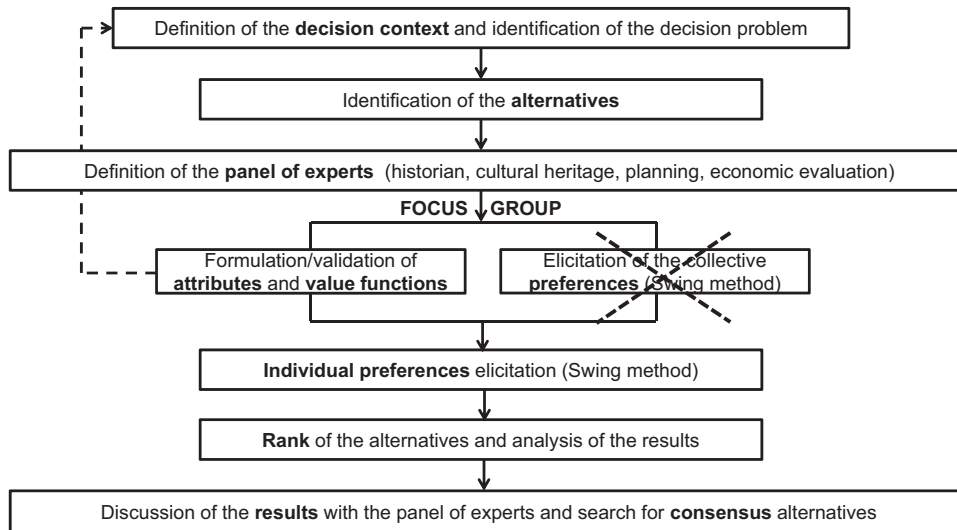 Definition of the decision context and identification of the decision problem
Identification of the alternatives
Definition of the panel of experts (historian, cultural heritage, planning, economic evaluation)
FOCUS GROUP
Formulation/validation of
attributes and value functions
Elicitation of the collective
preferences (Swing method)
Individual preferences elicitation (Swing method)
Rank of the alternatives and analysis of the results
Discussion of the results with the panel of experts and search for consensus alternatives